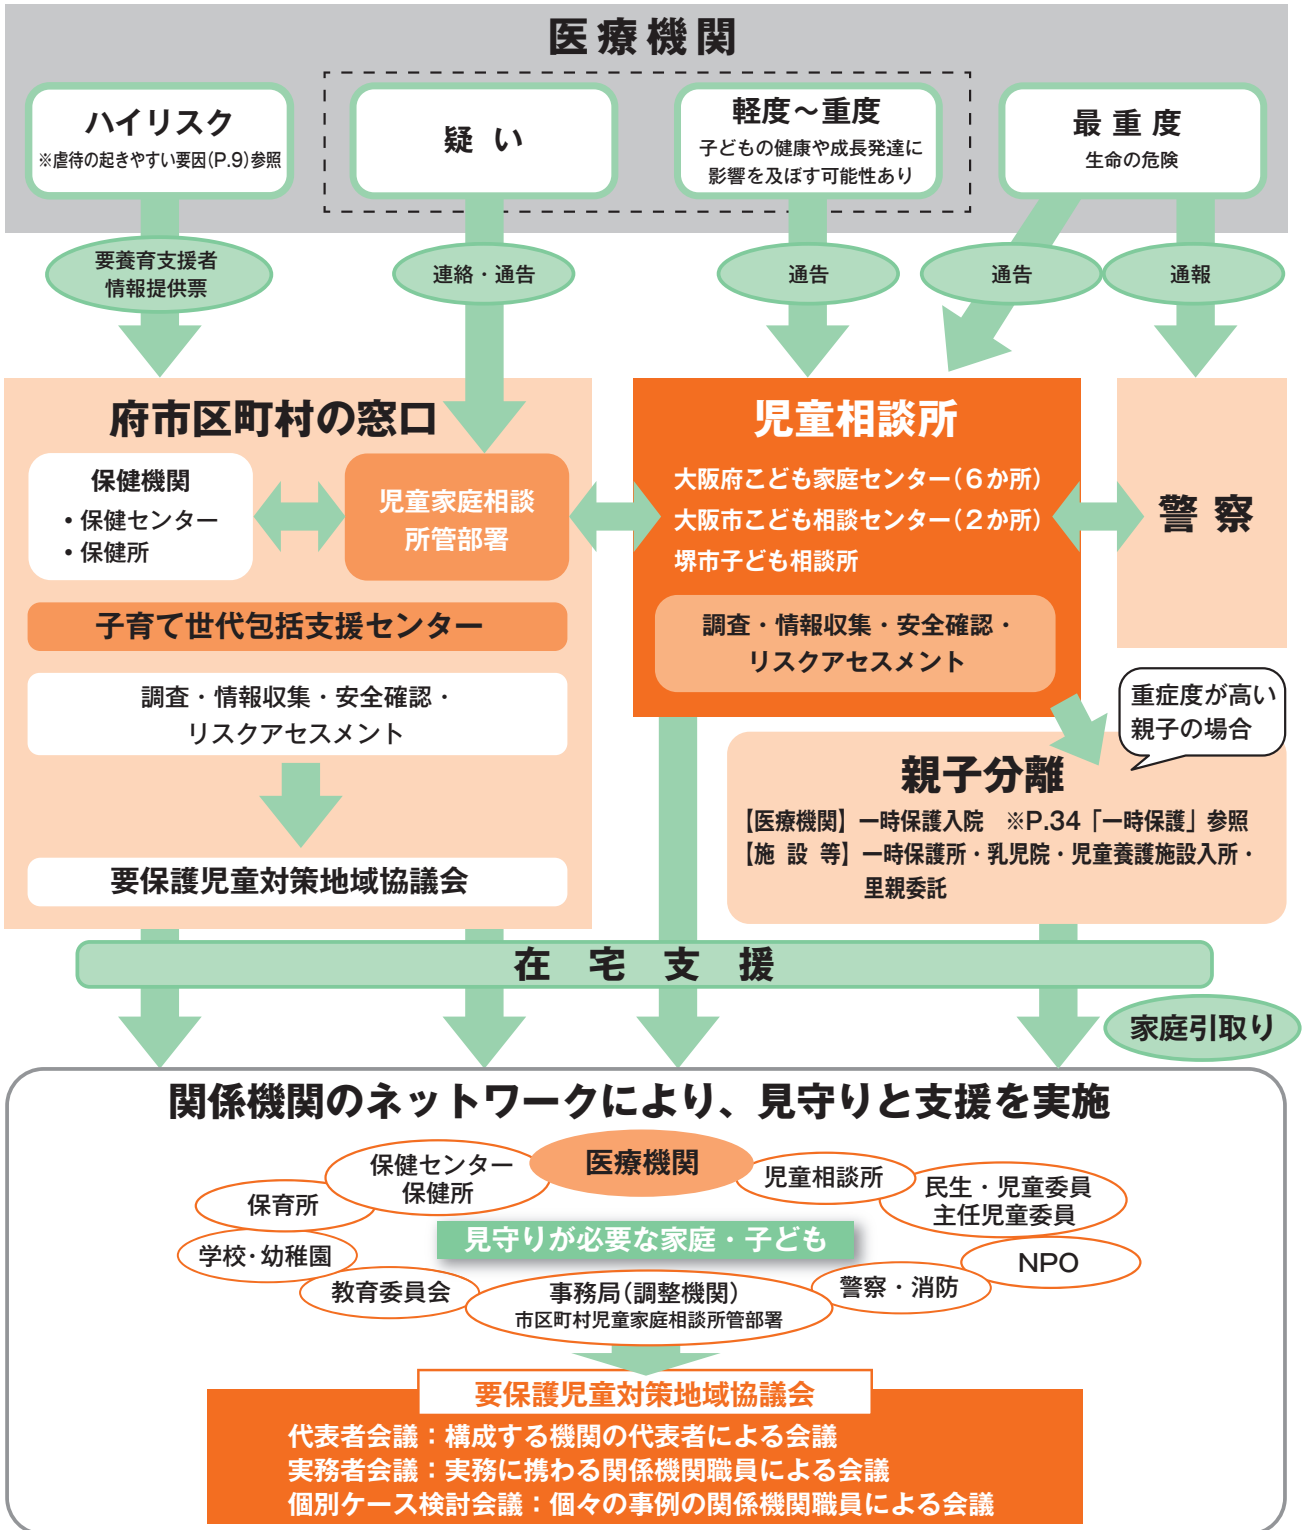 医療機関
ハイリスク
※虐待の起きやすい要因(P.9)参照
疑い
軽度～重度
子どもの健康や成長発達に
影響を及ぼす可能性あり
最重度
生命の危険
要養育支援者
情報提供票
連絡・通告
通告
通告
通報
府市区町村の窓口
保健機関
・保健センター
・保健所
児童家庭相談
所管部署
子育て世代包括支援センター
調査・情報収集・安全確認・
リスクアセスメント
要保護児童対策地域協議会
児童相談所
大阪府こども家庭センター(6か所)
大阪市こども相談センター(2か所)
堺市子ども相談所
調査・情報収集・安全確認・
リスクアセスメント
警察
重症度が高い
親子の場合
親子分離
【医療機関】一時保護入院 ※P.34「一時保護」参照
【施設等】一時保護所・乳児院・児童養護施設入所・
里親委託
在宅支援
家庭引取り
関係機関のネットワークにより、見守りと支援を実施
医療機関
保健センター
保健所
児童相談所
保育所
民生・児童委員
主任児童委員
見守りが必要な家庭・子ども
学校・幼稚園
NPO
教育委員会
事務局(調整機関)
市区町村児童家庭相談所管部署
警察・消防
要保護児童対策地域協議会
代表者会議：構成する機関の代表者による会議
実務者会議：実務に携わる関係機関職員による会議
個別ケース検討会議：個々の事例の関係機関職員による会議